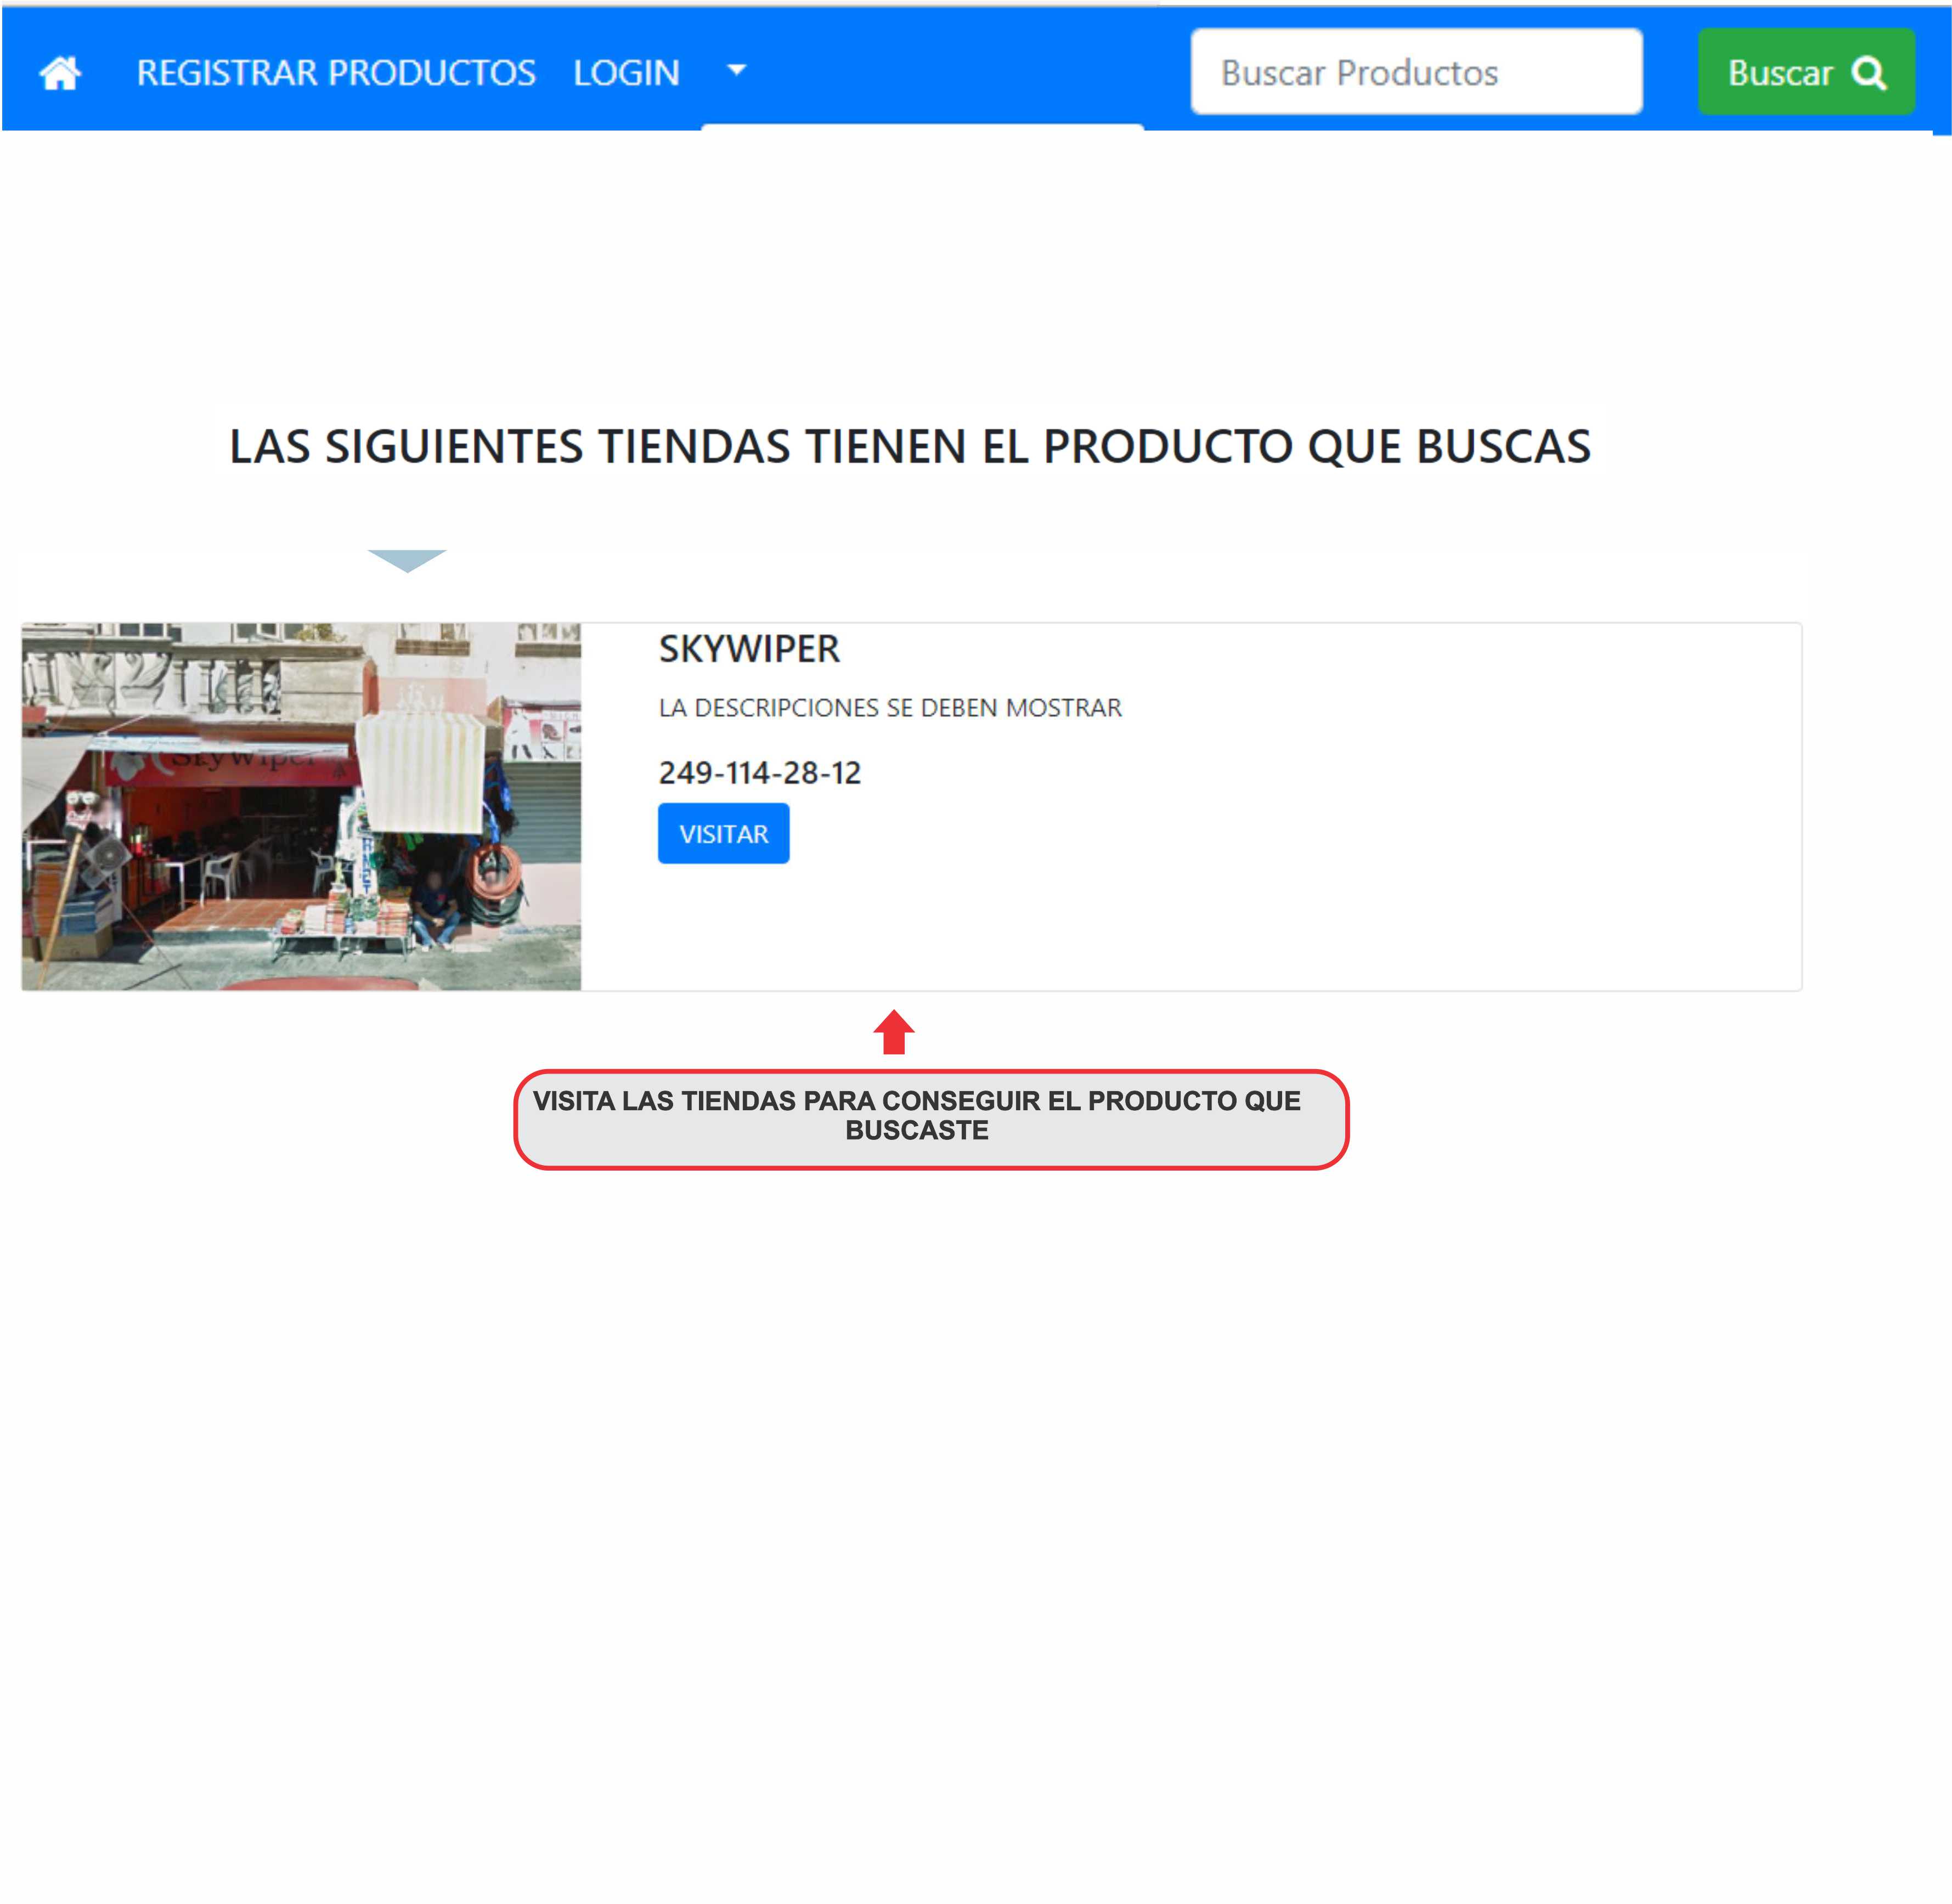 REGISTRAR PRODUCTOS LOGIN Buscar Productos Buscar
LAS SIGUIENTES TIENDAS TIENEN EL PRODUCTO QUE BUSCAS
SKYWIPER
LA DESCRIPCIONES SE DEBEN MOSTRAR
249-114-28-12
VISITAR
Skywiper
VISITA LAS TIENDAS PARA CONSEGUIR EL PRODUCTO QUE
BUSCASTE